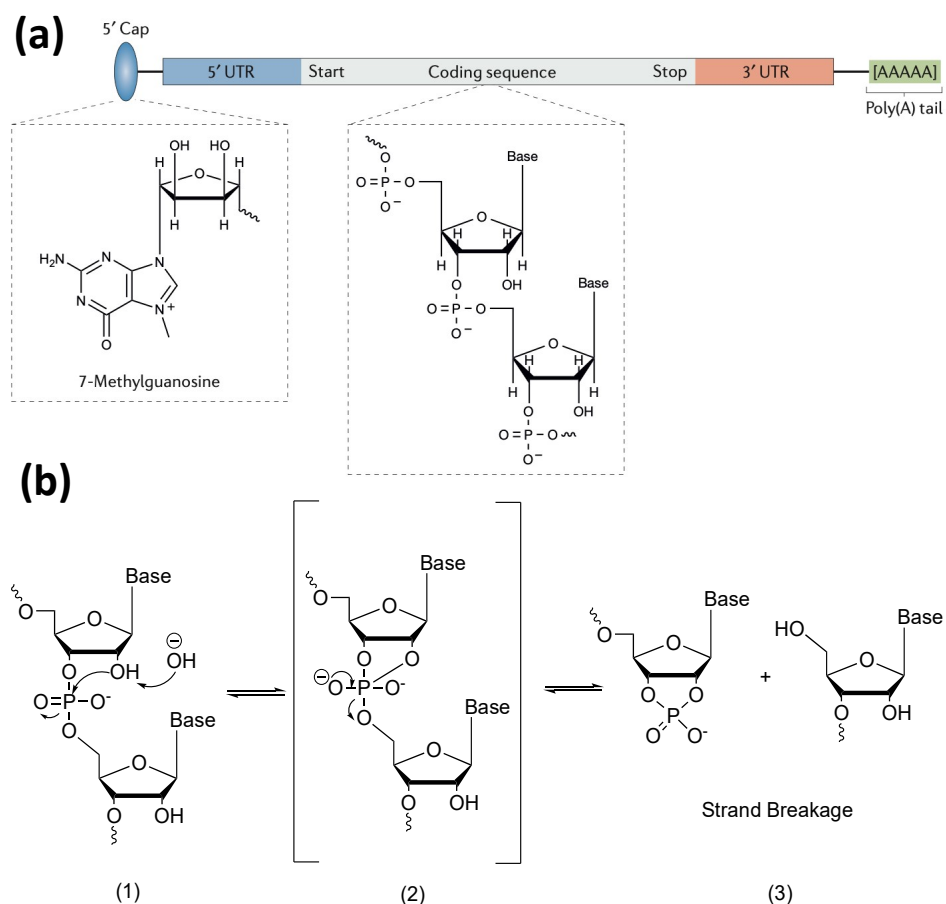 (a)
5′ Cap
5′ UTR Start Coding sequence Stop 3′ UTR [AAAAA]
Poly(A) tail
OH HO
H O H
H H
H₂N N N
N N⁺
O
7-Methylguanosine
O
O=P–O
O⁻
Base
O
H H
H H
O OH
O=P–O
O⁻
Base
O
H H
H H
O OH
O=P–O
O⁻
(b)
O
Base
O
O OH
⊖
OH
O=P–O⁻
O
Base
O
O OH
O
Base
O
O O
⊖
O–P–O⁻
O
Base
O
O OH
O
Base
O
O O
P
O O⁻
+
HO
Base
O
O OH
Strand Breakage
(1) (2) (3)